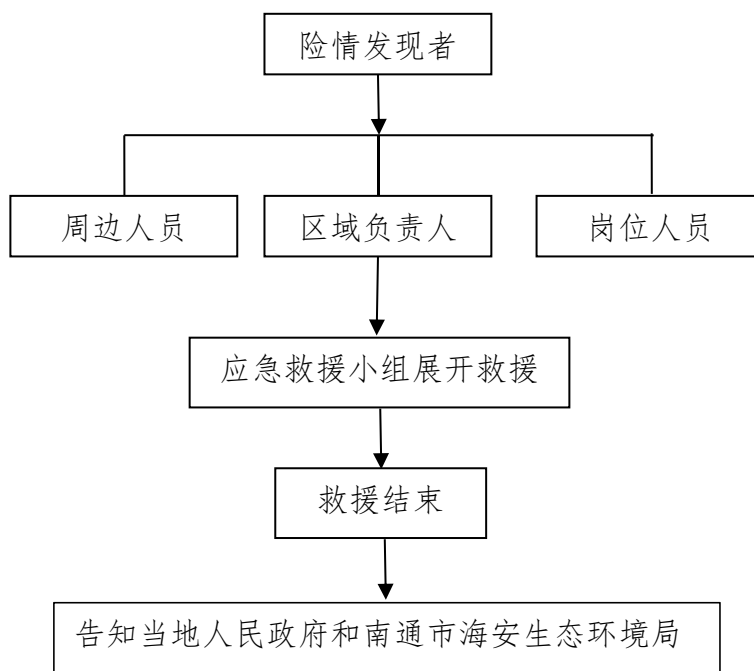 险情发现者
周边人员
区域负责人
岗位人员
应急救援小组展开救援
救援结束
告知当地人民政府和南通市海安生态环境局